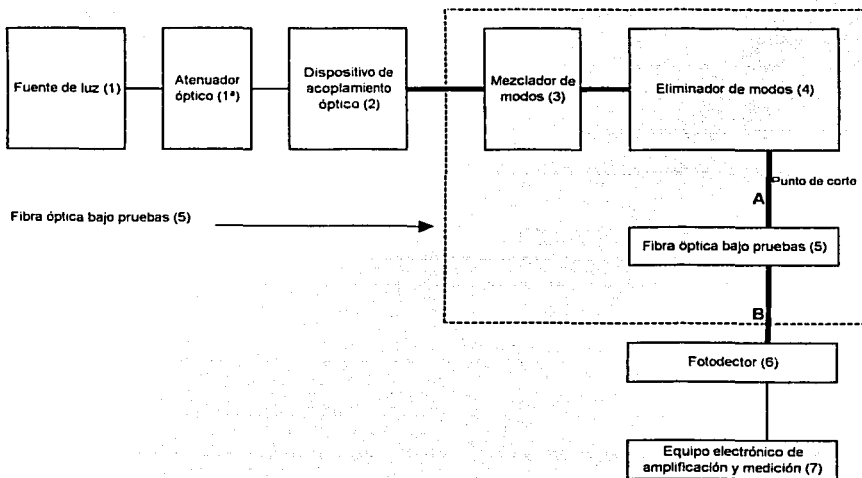 Fuente de luz (1)
Atenuador
óptico (1ª)
Dispositivo de
acoplamiento
óptico (2)
Mezclador de
modos (3)
Eliminador de modos (4)
Punto de corte
A
Fibra óptica bajo pruebas (5)
Fibra óptica bajo pruebas (5)
B
Fotodector (6)
Equipo electrónico de
amplificación y medición (7)